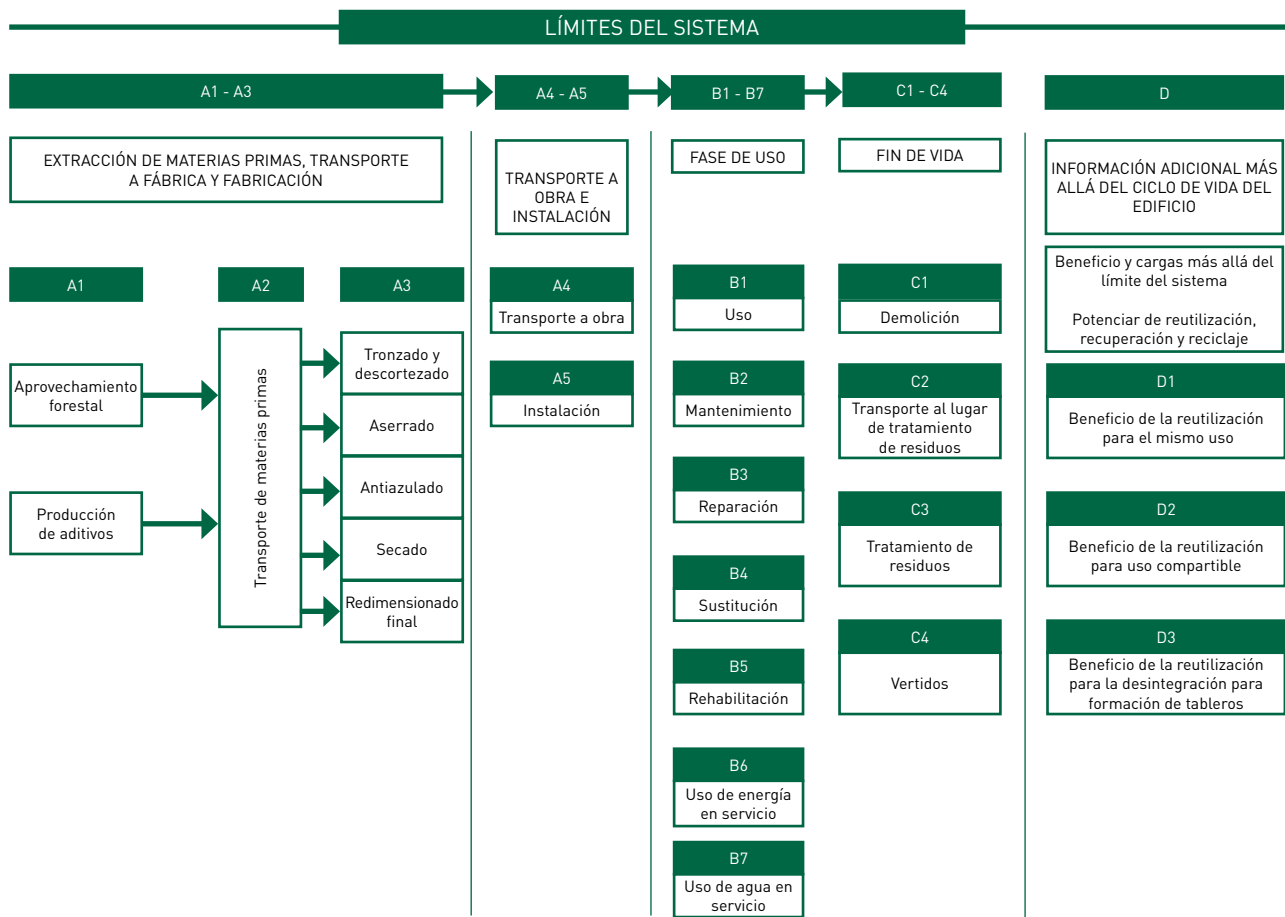 LÍMITES DEL SISTEMA
A1 - A3
EXTRACCIÓN DE MATERIAS PRIMAS, TRANSPORTE
A FÁBRICA Y FABRICACIÓN
A1
Aprovechamiento
forestal
Producción
de aditivos
A2
Transporte de materias primas
A3
Tronzado y
descortezado
Aserrado
Antiazulado
Secado
Redimensionado
final
A4 - A5
TRANSPORTE A
OBRA E
INSTALACIÓN
A4
Transporte a obra
A5
Instalación
B1 - B7
FASE DE USO
B1
Uso
B2
Mantenimiento
B3
Reparación
B4
Sustitución
B5
Rehabilitación
B6
Uso de energía
en servicio
B7
Uso de agua en
servicio
C1 - C4
FIN DE VIDA
C1
Demolición
C2
Transporte al lugar
de tratamiento
de residuos
C3
Tratamiento de
residuos
C4
Vertidos
D
INFORMACIÓN ADICIONAL MÁS
ALLÁ DEL CICLO DE VIDA DEL
EDIFICIO
Beneficio y cargas más allá del
límite del sistema
Potenciar de reutilización,
recuperación y reciclaje
D1
Beneficio de la reutilización
para el mismo uso
D2
Beneficio de la reutilización
para uso compartible
D3
Beneficio de la reutilización
para la desintegración para
formación de tableros